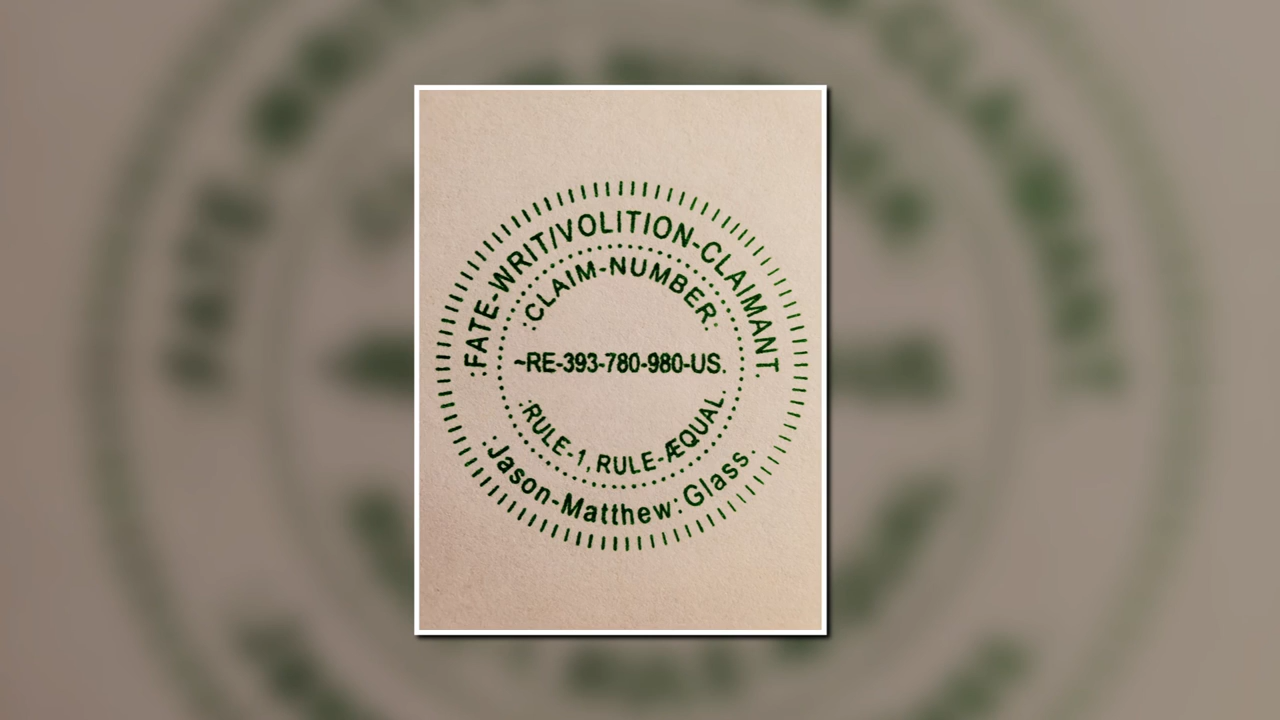 :FATE-WRIT/VOLITION-CLAIMANT.
:CLAIM-NUMBER:
~RE-393-780-980-US.
:RULE-1, RULE-ÆQUAL.
:Jason-Matthew: Glass.